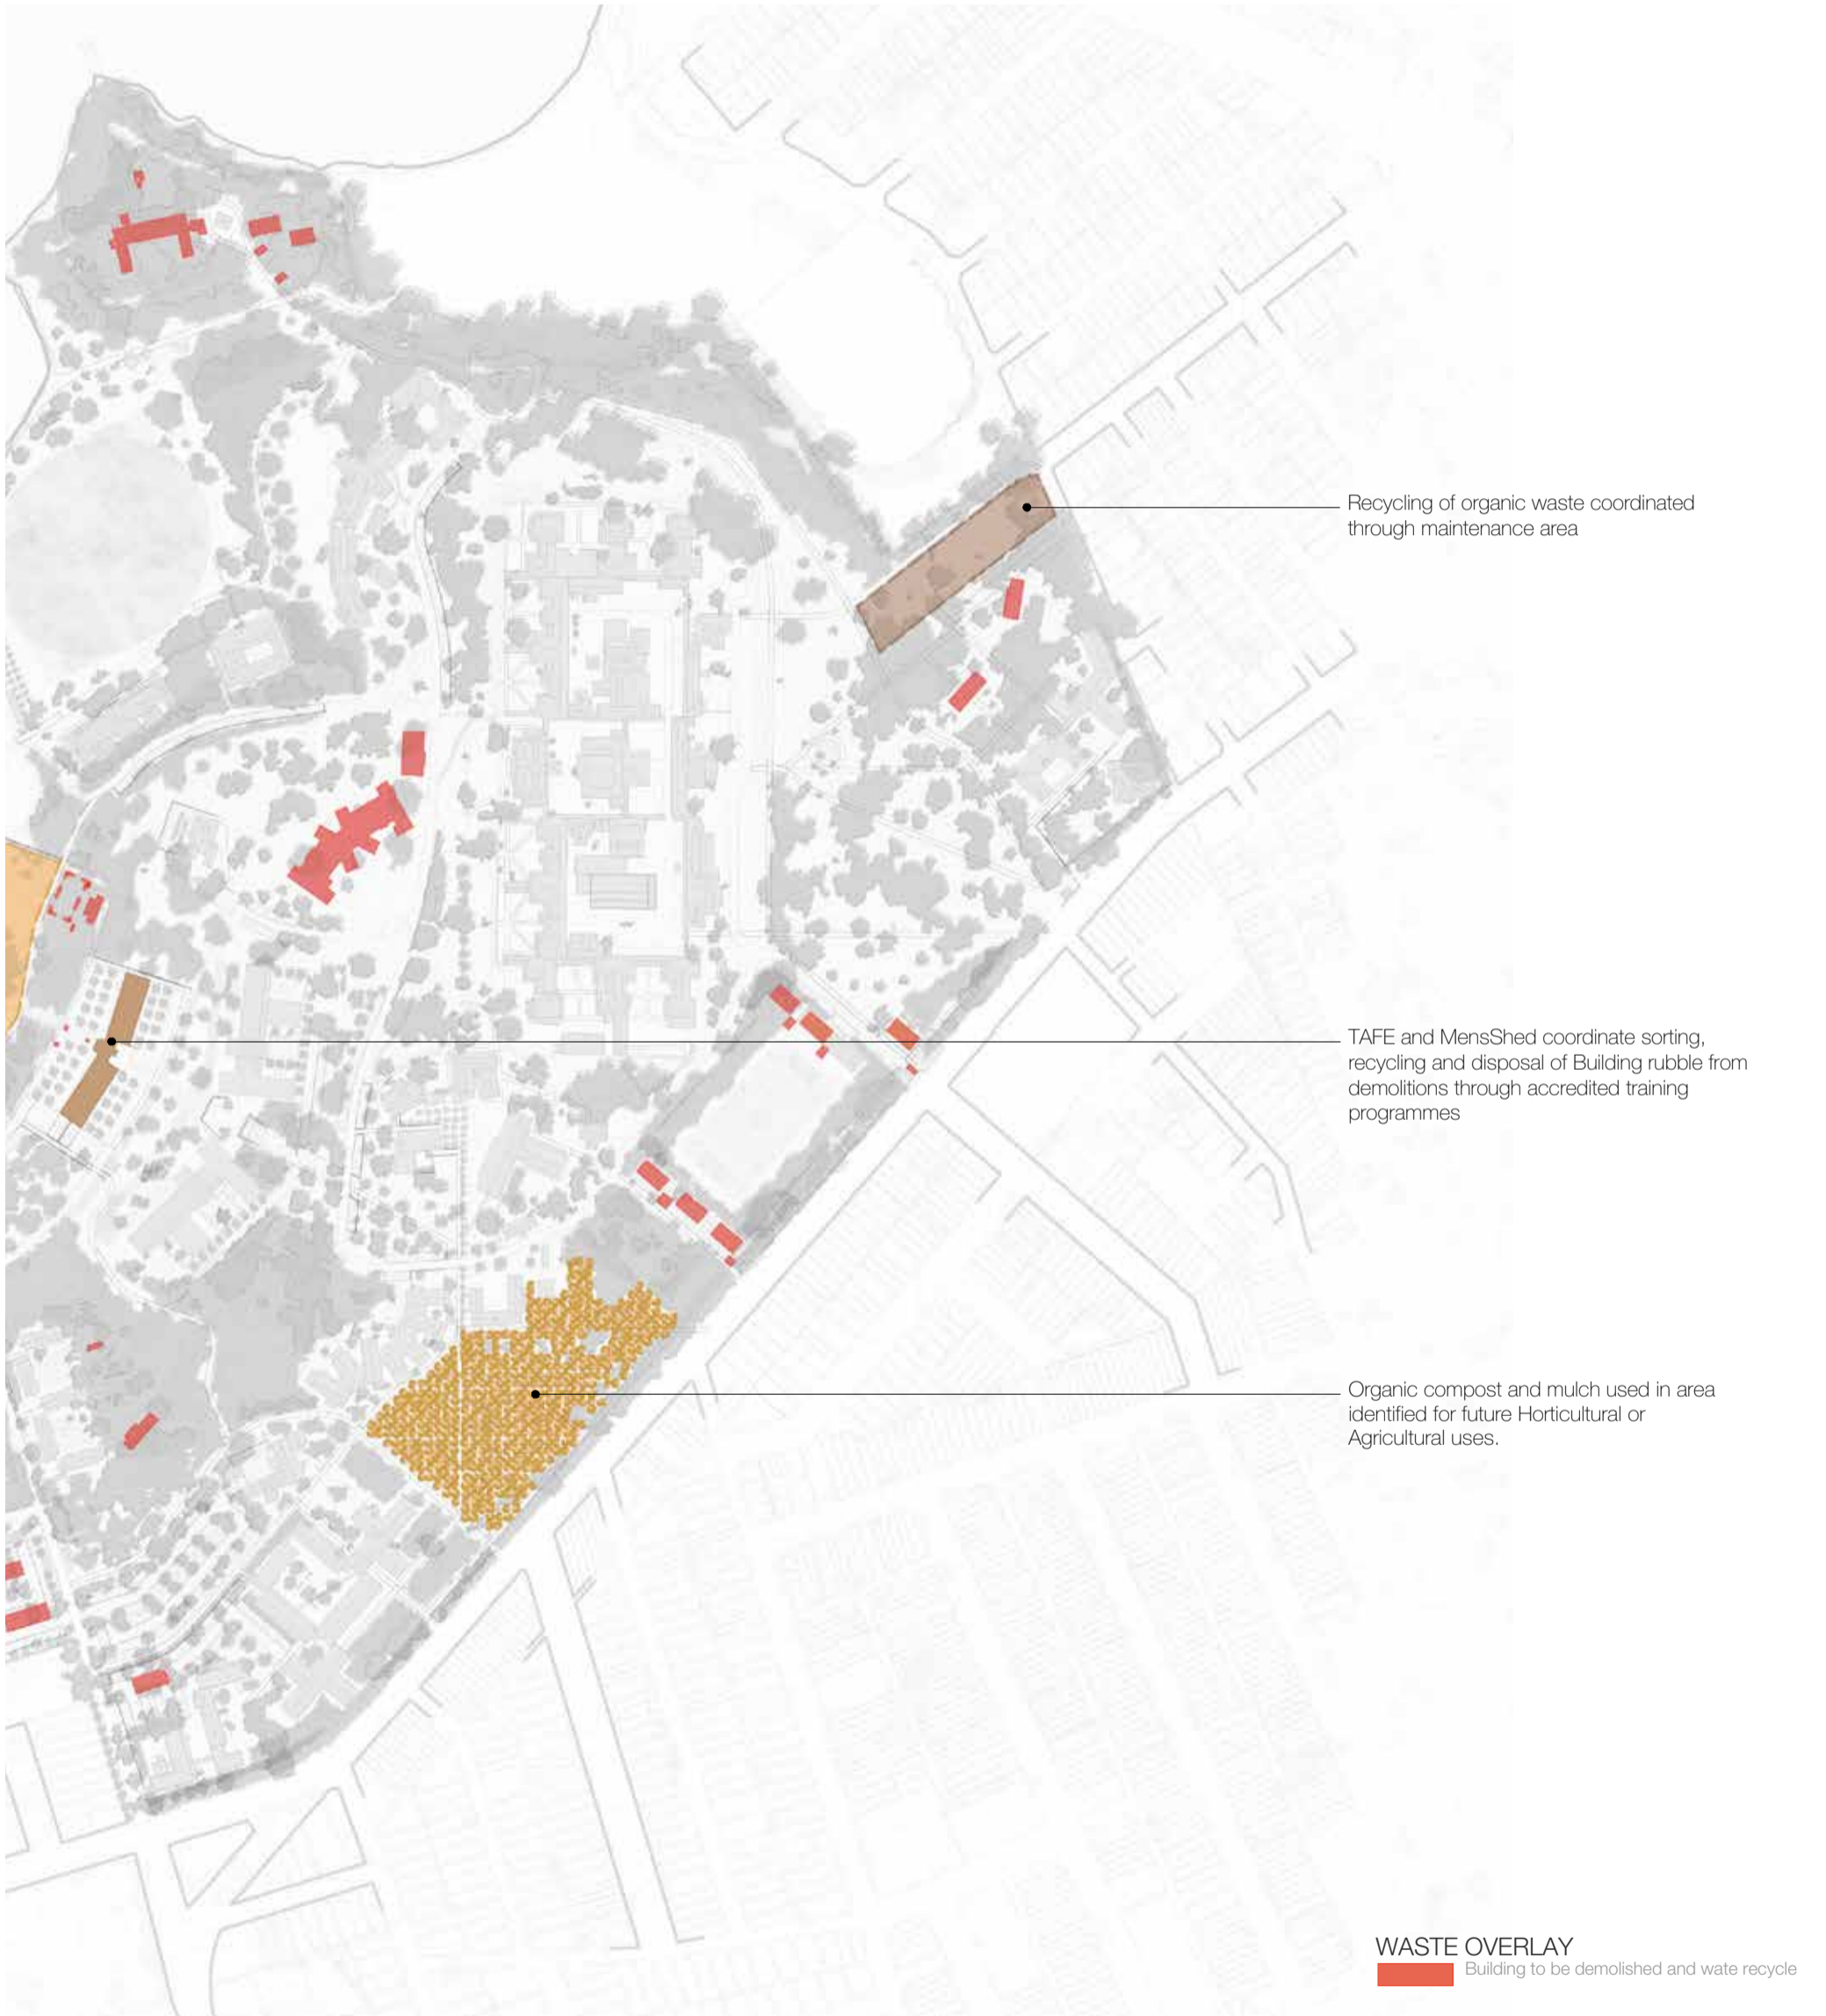 Recycling of organic waste coordinated
through maintenance area
TAFE and MensShed coordinate sorting,
recycling and disposal of Building rubble from
demolitions through accredited training
programmes
Organic compost and mulch used in area
identified for future Horticultural or
Agricultural uses.
WASTE OVERLAY
Building to be demolished and wate recycle